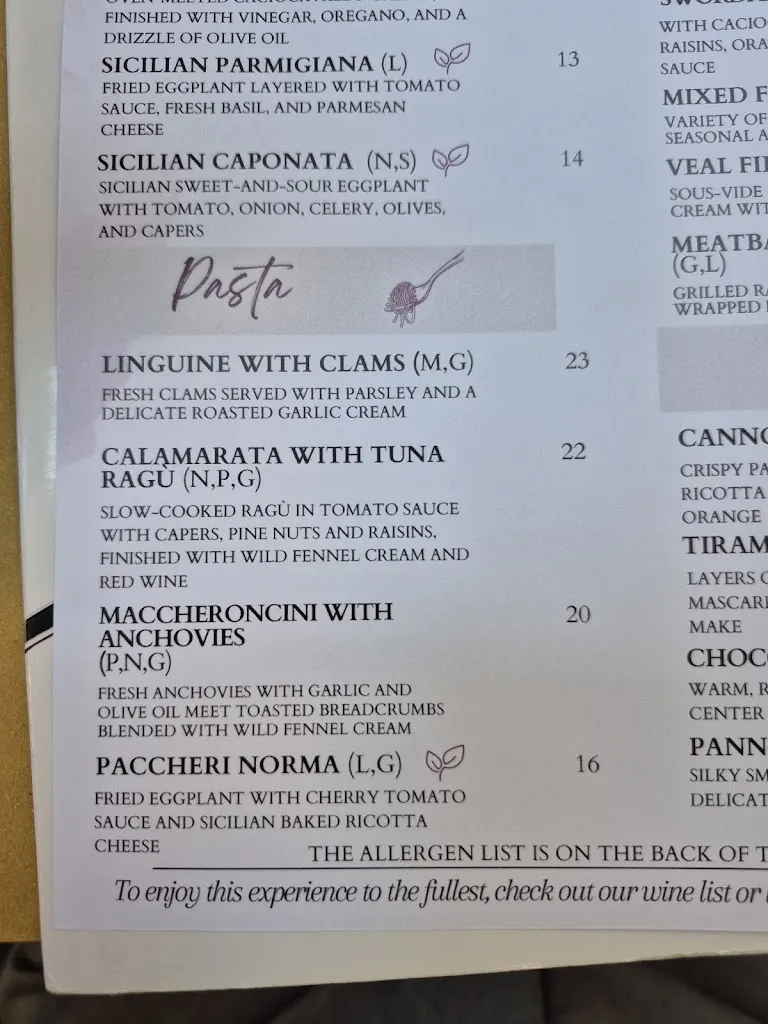 FINISHED WITH VINEGAR, OREGANO, AND A
DRIZZLE OF OLIVE OIL
SICILIAN PARMIGIANA (L) 13
FRIED EGGPLANT LAYERED WITH TOMATO
SAUCE, FRESH BASIL, AND PARMESAN
CHEESE
SICILIAN CAPONATA (N,S) 14
SICILIAN SWEET-AND-SOUR EGGPLANT
WITH TOMATO, ONION, CELERY, OLIVES,
AND CAPERS
Pasta
LINGUINE WITH CLAMS (M,G) 23
FRESH CLAMS SERVED WITH PARSLEY AND A
DELICATE ROASTED GARLIC CREAM
CALAMARATA WITH TUNA 22
RAGÙ (N,P,G)
SLOW-COOKED RAGÙ IN TOMATO SAUCE
WITH CAPERS, PINE NUTS AND RAISINS,
FINISHED WITH WILD FENNEL CREAM AND
RED WINE
MACCHERONCINI WITH 20
ANCHOVIES
(P,N,G)
FRESH ANCHOVIES WITH GARLIC AND
OLIVE OIL MEET TOASTED BREADCRUMBS
BLENDED WITH WILD FENNEL CREAM
PACCHERI NORMA (L,G) 16
FRIED EGGPLANT WITH CHERRY TOMATO
SAUCE AND SICILIAN BAKED RICOTTA
CHEESE
WITH CACIO
RAISINS, ORA
SAUCE
MIXED F
VARIETY OF
SEASONAL A
VEAL FI
SOUS-VIDE
CREAM WIT
MEATBA
(G,L)
GRILLED RA
WRAPPED
CANNO
CRISPY PA
RICOTTA
ORANGE
TIRAM
LAYERS
MASCARP
MAKE
CHOC
WARM, R
CENTER
PANN
SILKY SM
DELICAT
THE ALLERGEN LIST IS ON THE BACK OF T
To enjoy this experience to the fullest, check out our wine list or